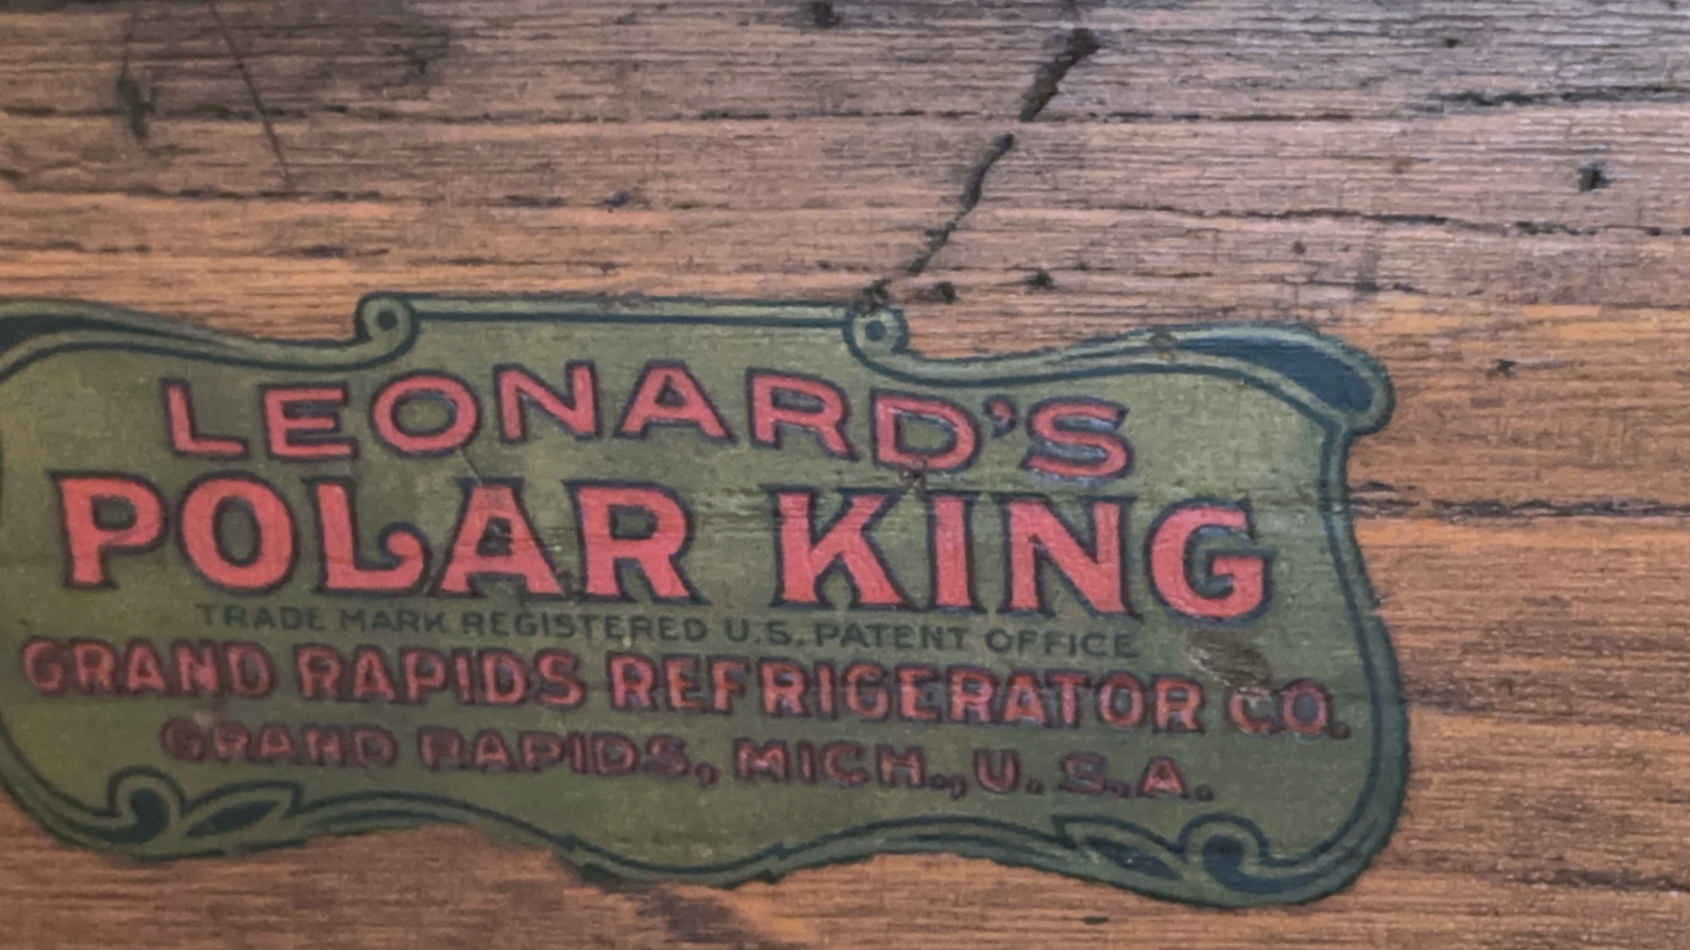 LEONARD'S
POLAR KING
TRADE MARK REGISTERED U.S. PATENT OFFICE
GRAND RAPIDS REFRIGERATOR CO.
GRAND RAPIDS, MICH., U.S.A.